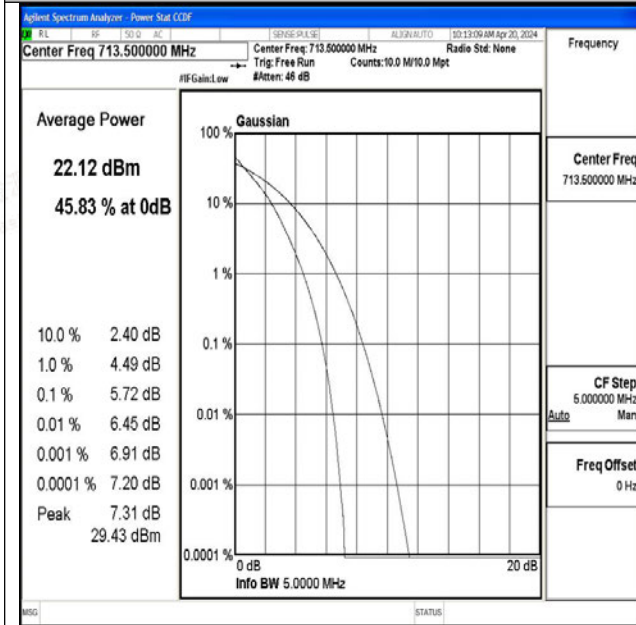 Agilent Spectrum Analyzer - Power Stat CCDF
RL RF 50 Ω AC SENSE:PULSE ALIGNAUTO 10:13:09 AM Apr 20, 2024
Center Freq 713.500000 MHz
Center Freq: 713.500000 MHz Radio Std: None
Trig: Free Run Counts:10.0 M/10.0 Mpt
#IFGain:Low #Atten: 46 dB
Frequency
Average Power
22.12 dBm
45.83 % at 0dB
10.0 % 2.40 dB
1.0 % 4.49 dB
0.1 % 5.72 dB
0.01 % 6.45 dB
0.001 % 6.91 dB
0.0001 % 7.20 dB
Peak 7.31 dB
29.43 dBm
Gaussian
100 %
10 %
1 %
0.1 %
0.01 %
0.001 %
0.0001 %
0 dB 20 dB
Info BW 5.0000 MHz
Center Freq
713.500000 MHz
CF Step
5.000000 MHz
Auto Man
Freq Offset
0 Hz
MSG STATUS